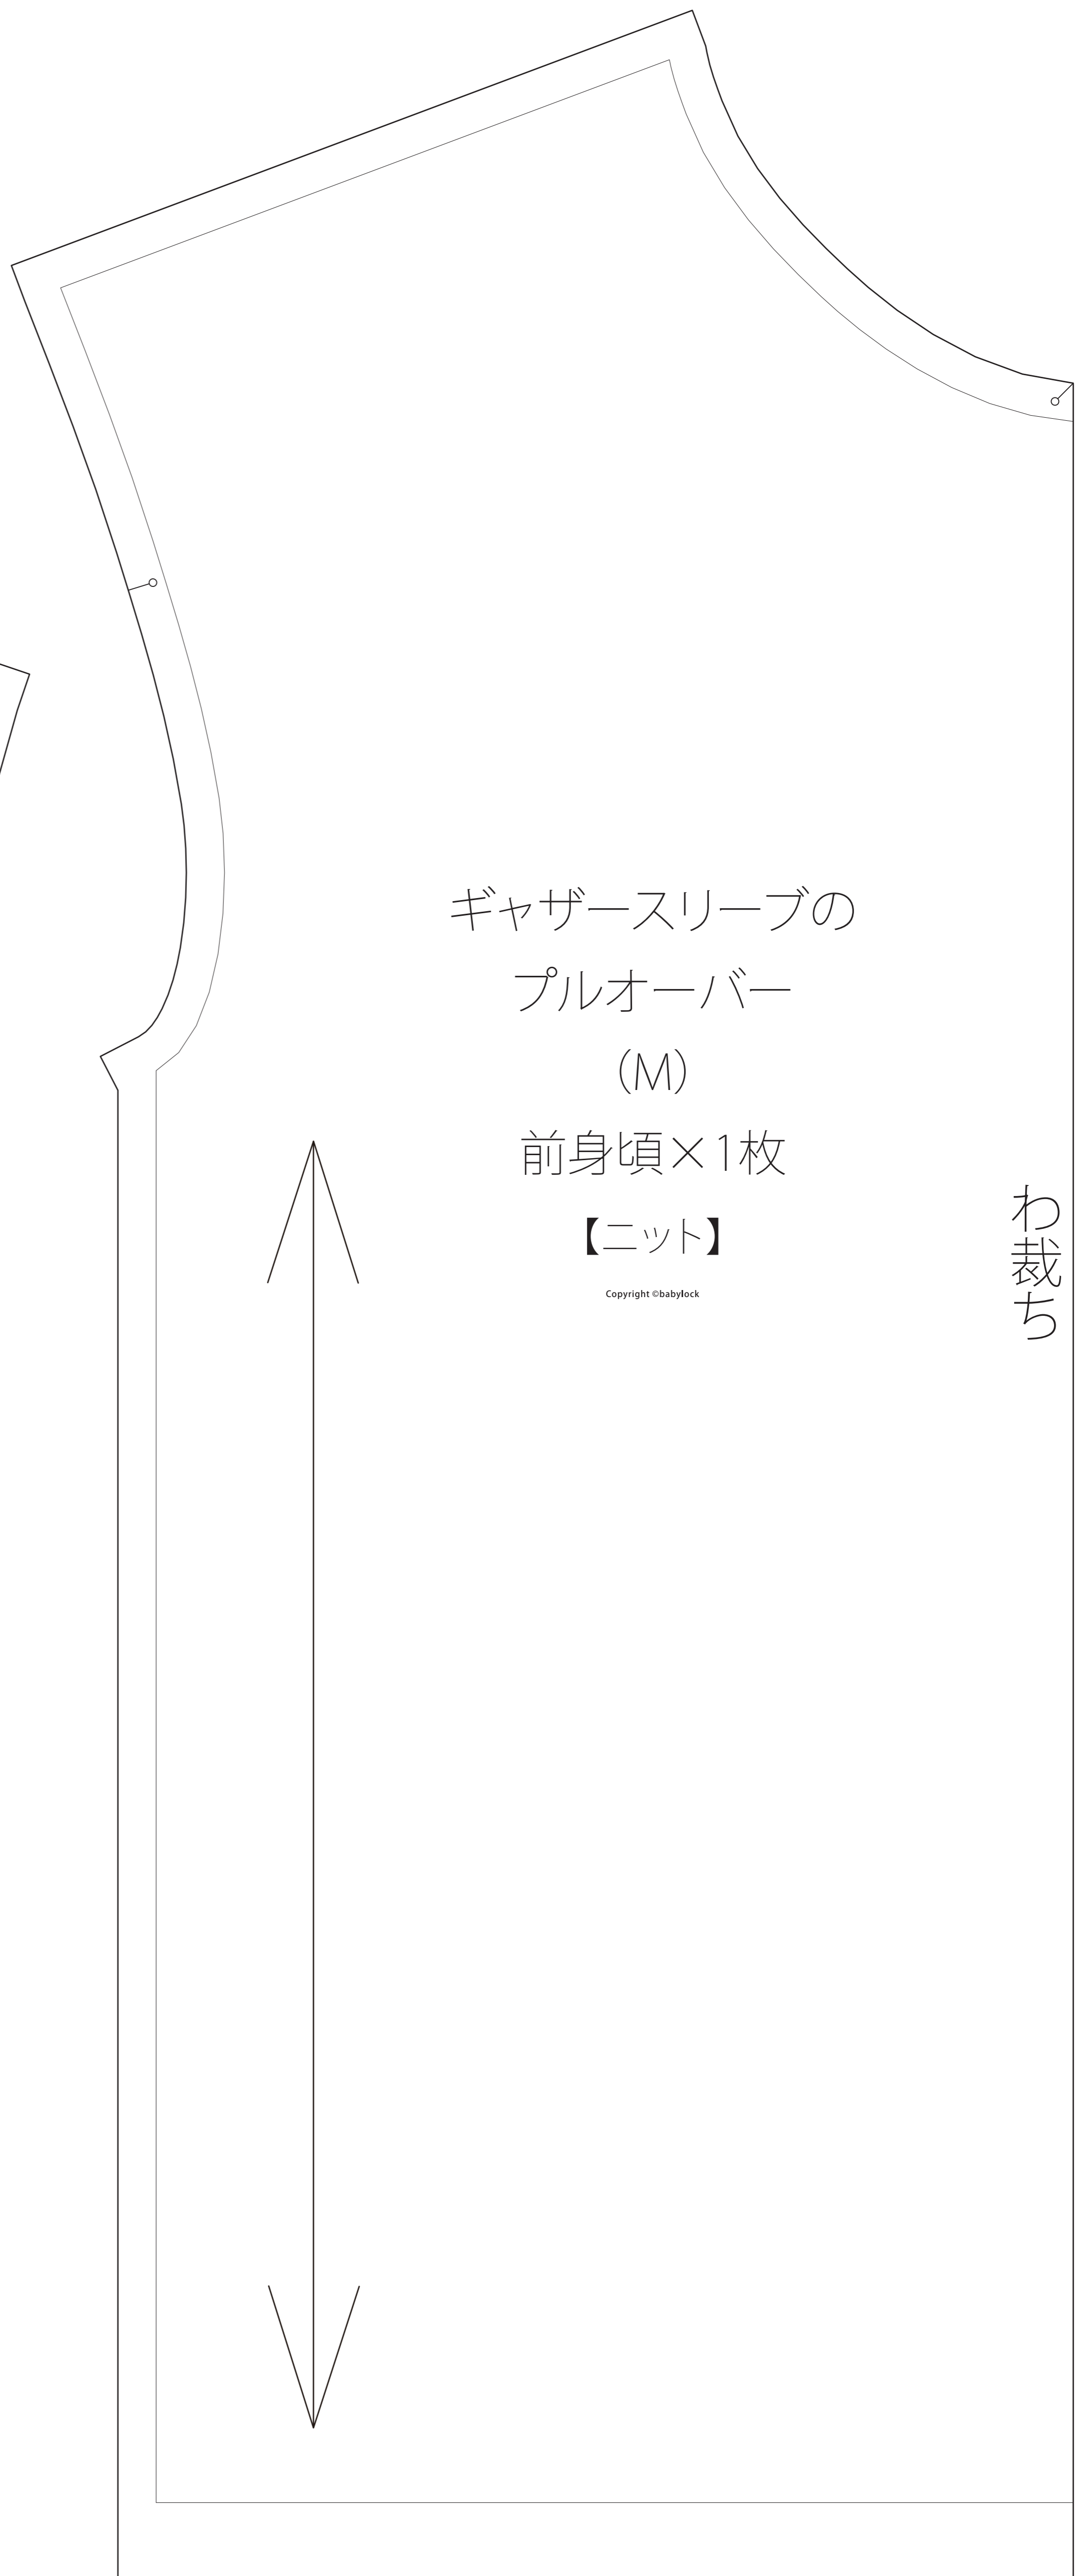 ギャザースリーブの
プルオーバー
(M)
前身頃×1枚
【ニット】
Copyright ©babylock
わ裁ち